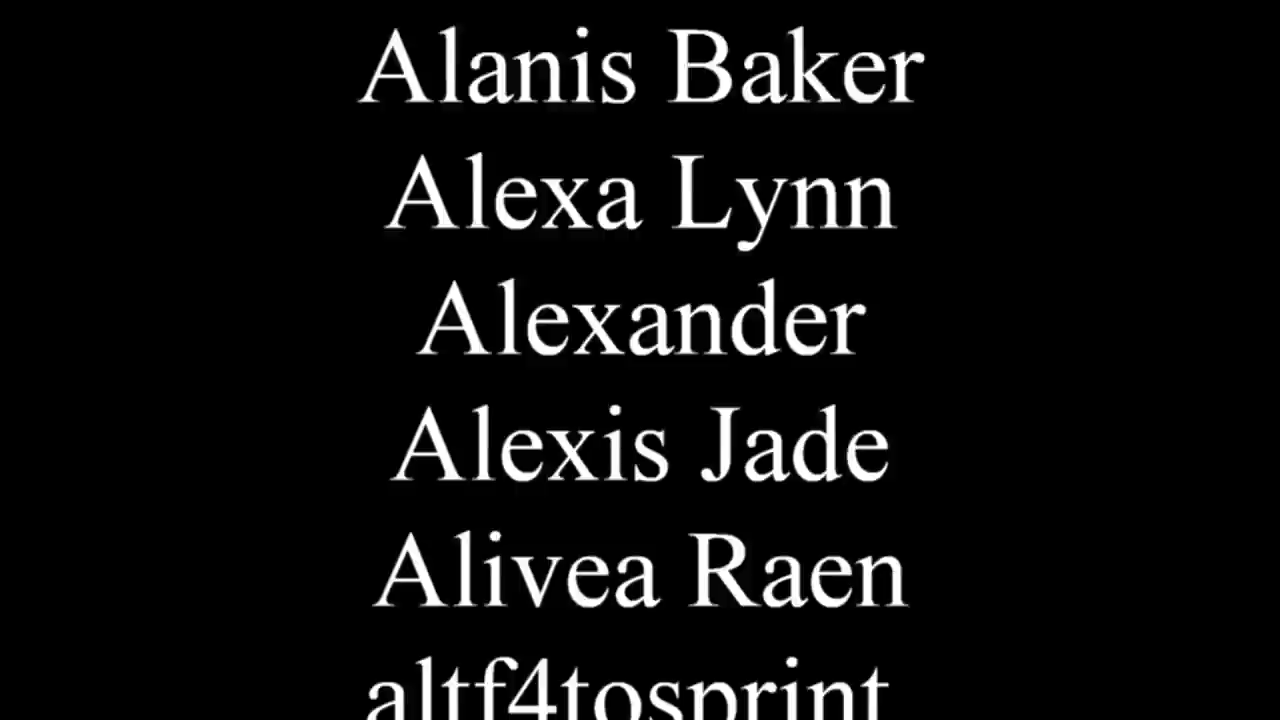 Alanis Baker
Alexa Lynn
Alexander
Alexis Jade
Alivea Raen
altf4tosprint